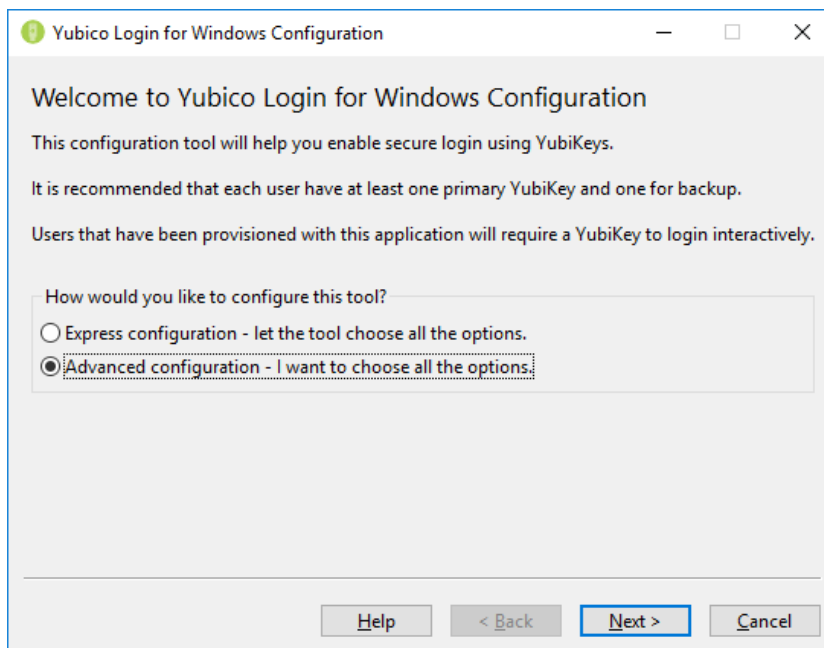 Yubico Login for Windows Configuration
Welcome to Yubico Login for Windows Configuration
This configuration tool will help you enable secure login using YubiKeys.
It is recommended that each user have at least one primary YubiKey and one for backup.
Users that have been provisioned with this application will require a YubiKey to login interactively.
How would you like to configure this tool?
Express configuration - let the tool choose all the options.
Advanced configuration - I want to choose all the options.
Help < Back Next > Cancel